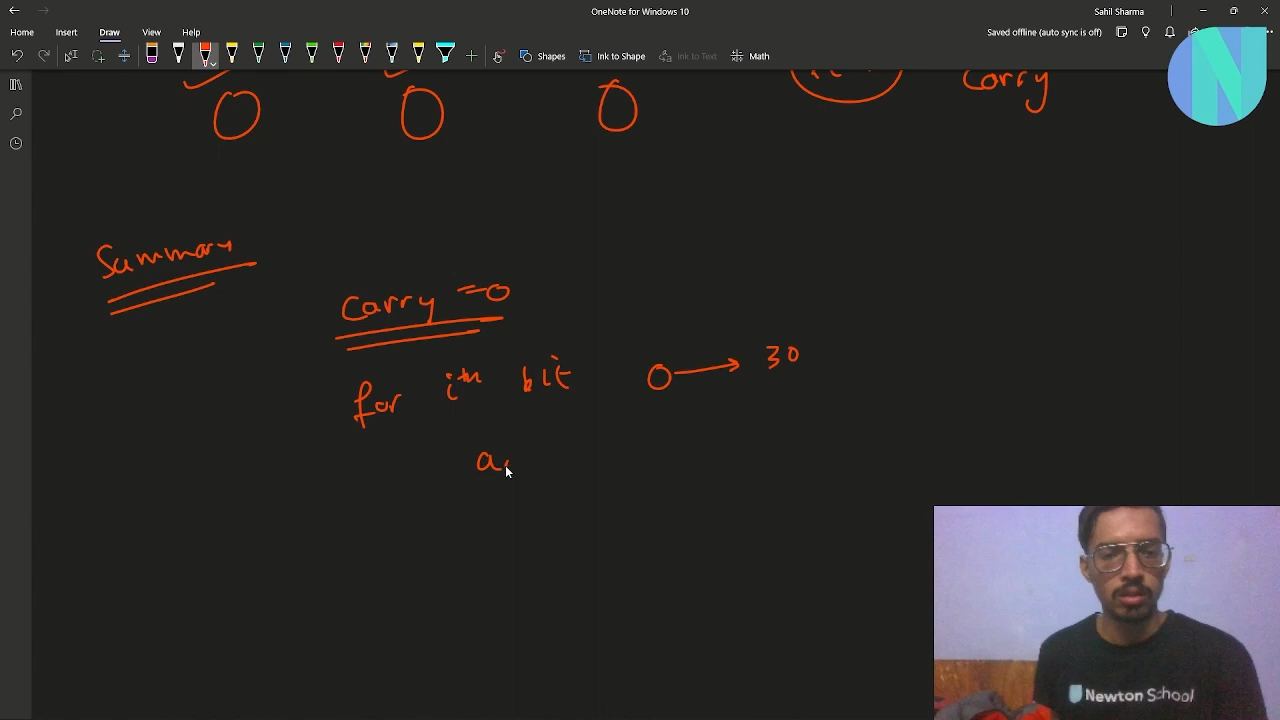 OneNote for Windows 10
Sahil Sharma
Home Insert Draw View Help
Saved offline (auto sync is off)
Shapes Ink to Shape Ink to Text Math
0 0 0
Carry
Summary
Carry = 0
for ith bit 0 → 30
a
Newton School